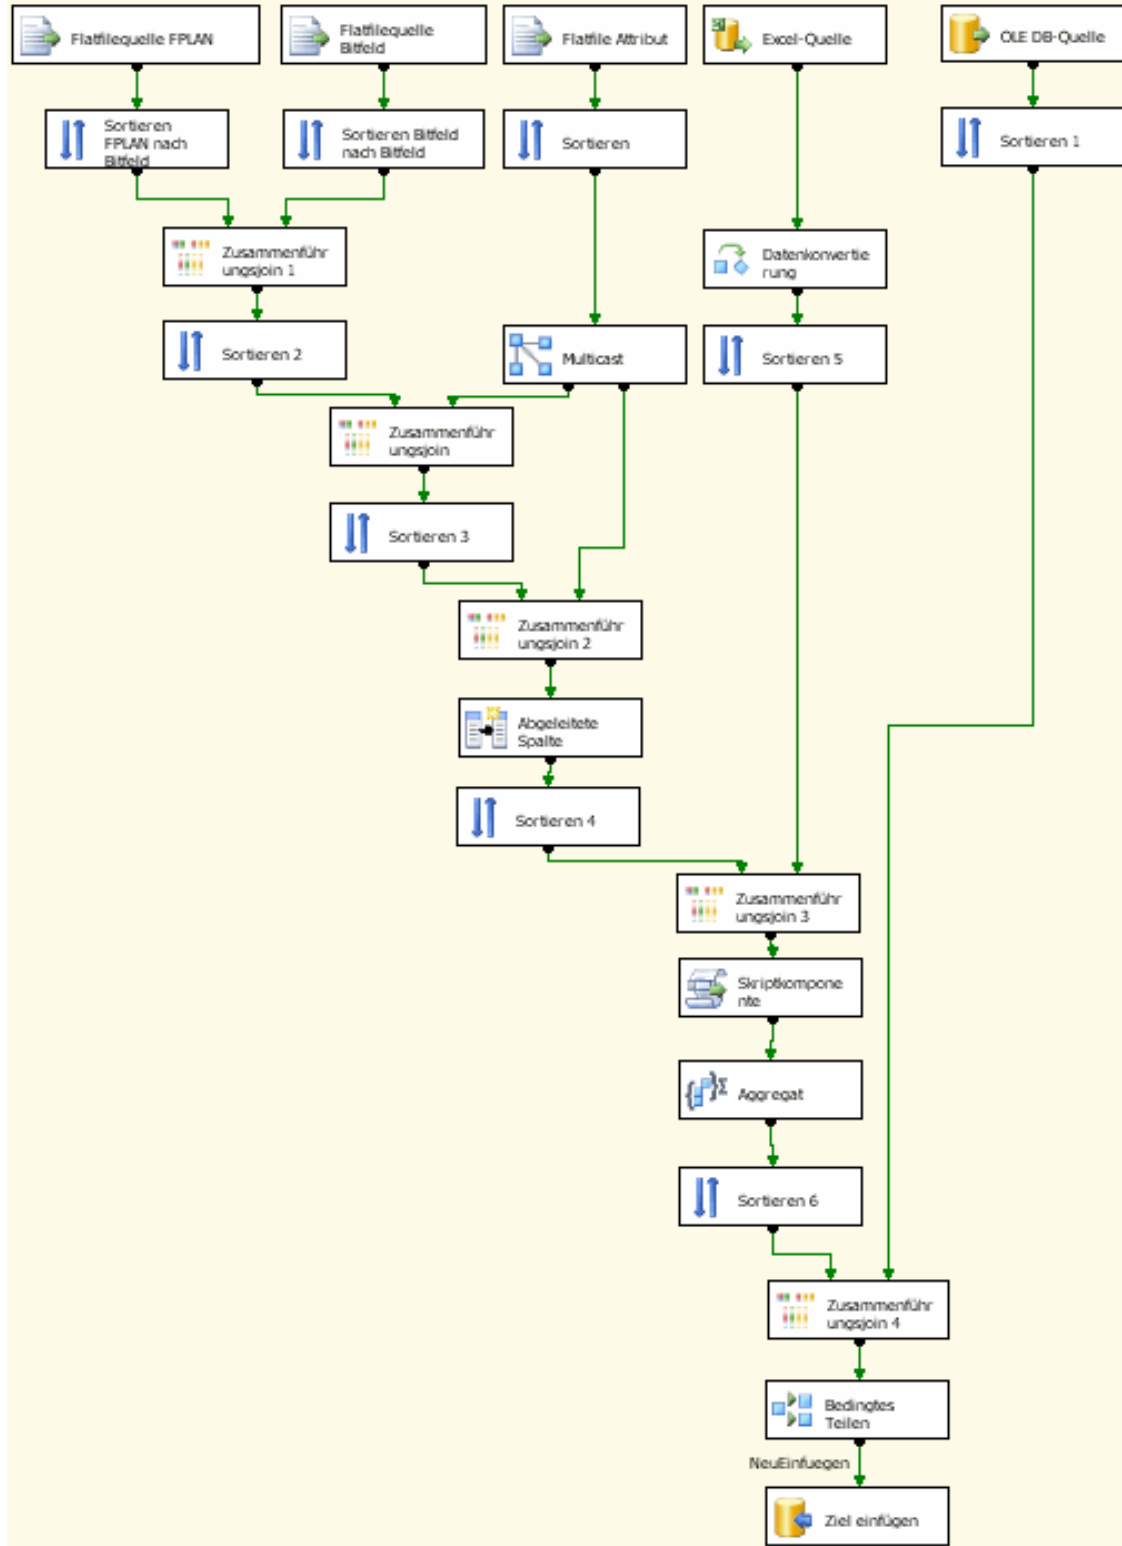 Flatfilequelle FPLAN
Flatfilequelle
Bitfeld
Flatfile Attribut
Excel-Quelle
OLE DB-Quelle
Sortieren
FPLAN nach
Bitfeld
Sortieren Bitfeld
nach Bitfeld
Sortieren
Sortieren 1
Zusammenführ
ungsjoin 1
Datenkonvertie
rung
Sortieren 2
Multicast
Sortieren 5
Zusammenführ
ungsjoin
Sortieren 3
Zusammenführ
ungsjoin 2
Abgeleitete
Spalte
Sortieren 4
Zusammenführ
ungsjoin 3
Skriptkompone
nte
Aggregat
Sortieren 6
Zusammenführ
ungsjoin 4
Bedingtes
Teilen
NeuEinfuegen
Ziel einfügen